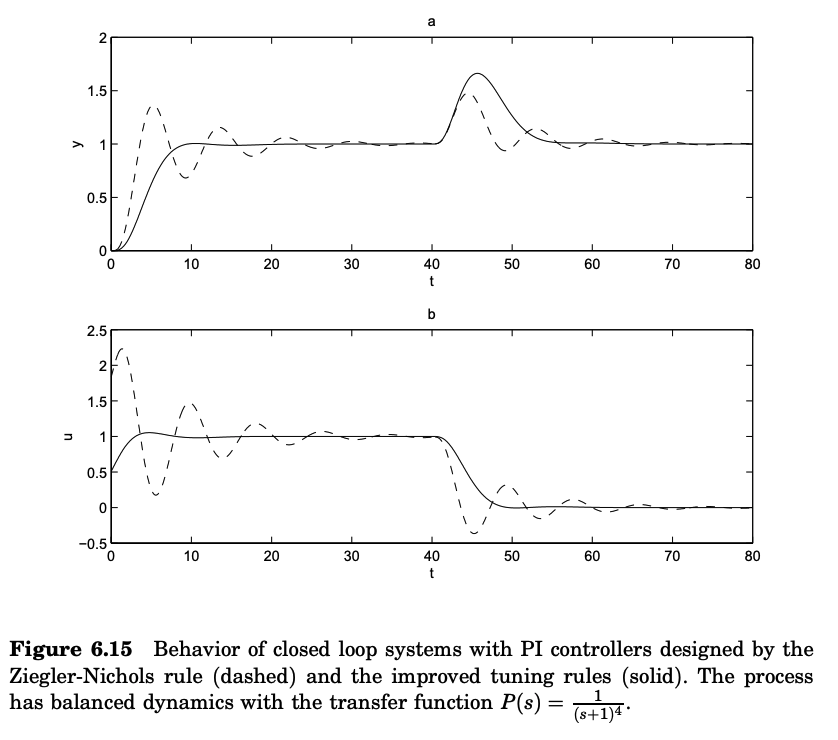 a
2
1.5
1
0.5
0
y
0 10 20 30 40 50 60 70 80
t
b
2.5
2
1.5
1
0.5
0
−0.5
u
0 10 20 30 40 50 60 70 80
t
Figure 6.15 Behavior of closed loop systems with PI controllers designed by the
Ziegler-Nichols rule (dashed) and the improved tuning rules (solid). The process
has balanced dynamics with the transfer function P(s) = 1/(s+1)^4.